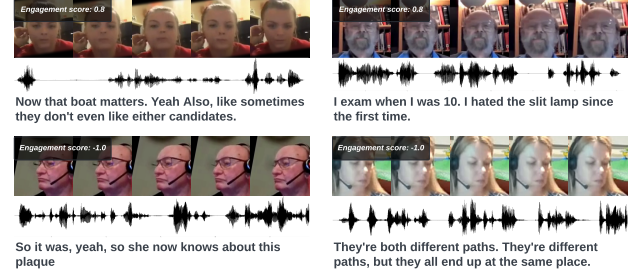 Engagement score: 0.8
Now that boat matters. Yeah Also, like sometimes
they don't even like either candidates.
Engagement score: 0.8
I exam when I was 10. I hated the slit lamp since
the first time.
Engagement score: -1.0
So it was, yeah, so she now knows about this
plaque
Engagement score: -1.0
They're both different paths. They're different
paths, but they all end up at the same place.